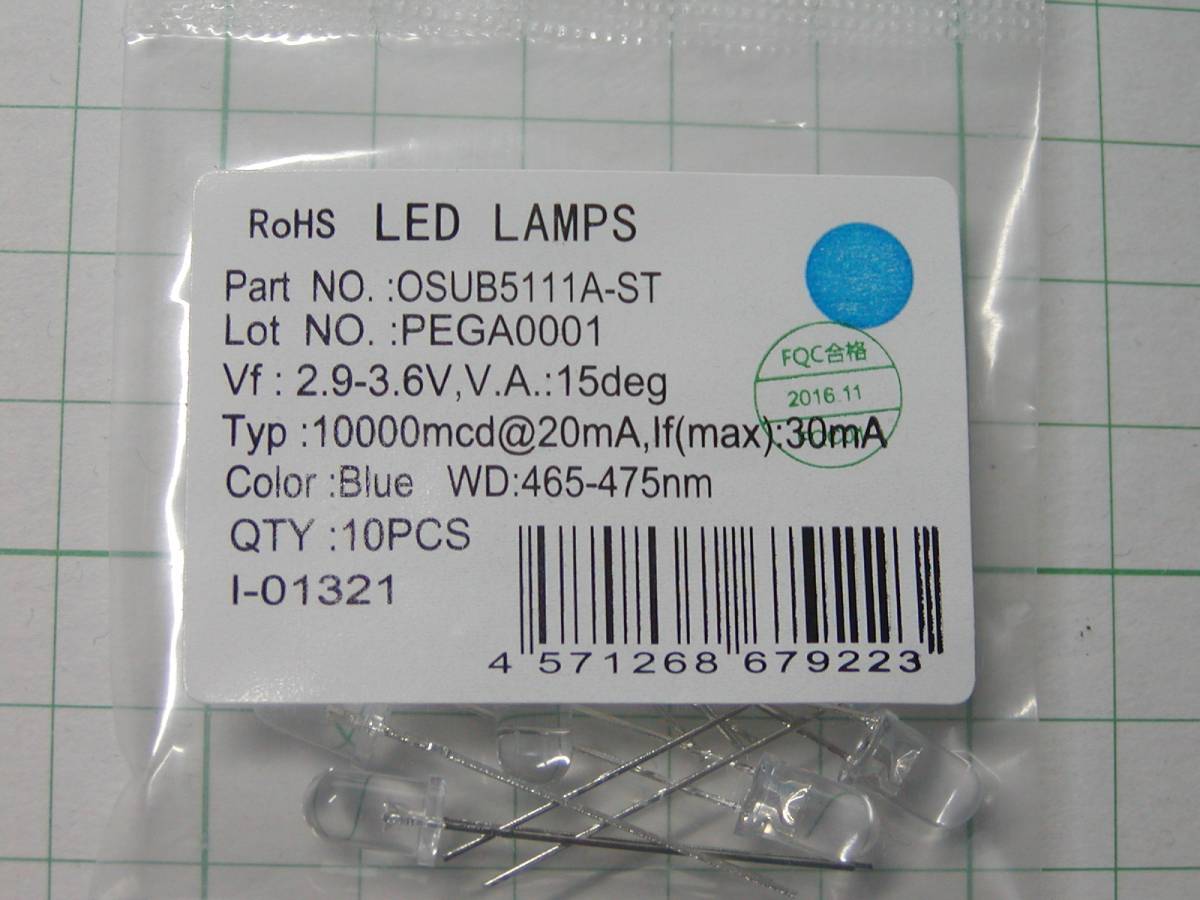 RoHS LED LAMPS
Part NO. :OSUB5111A-ST
Lot NO. :PEGA0001
Vf : 2.9-3.6V,V.A.:15deg
Typ :10000mcd@20mA,If(max):30mA
Color :Blue WD:465-475nm
QTY :10PCS
I-01321
4 571268 679223
FQC合格
2016.11